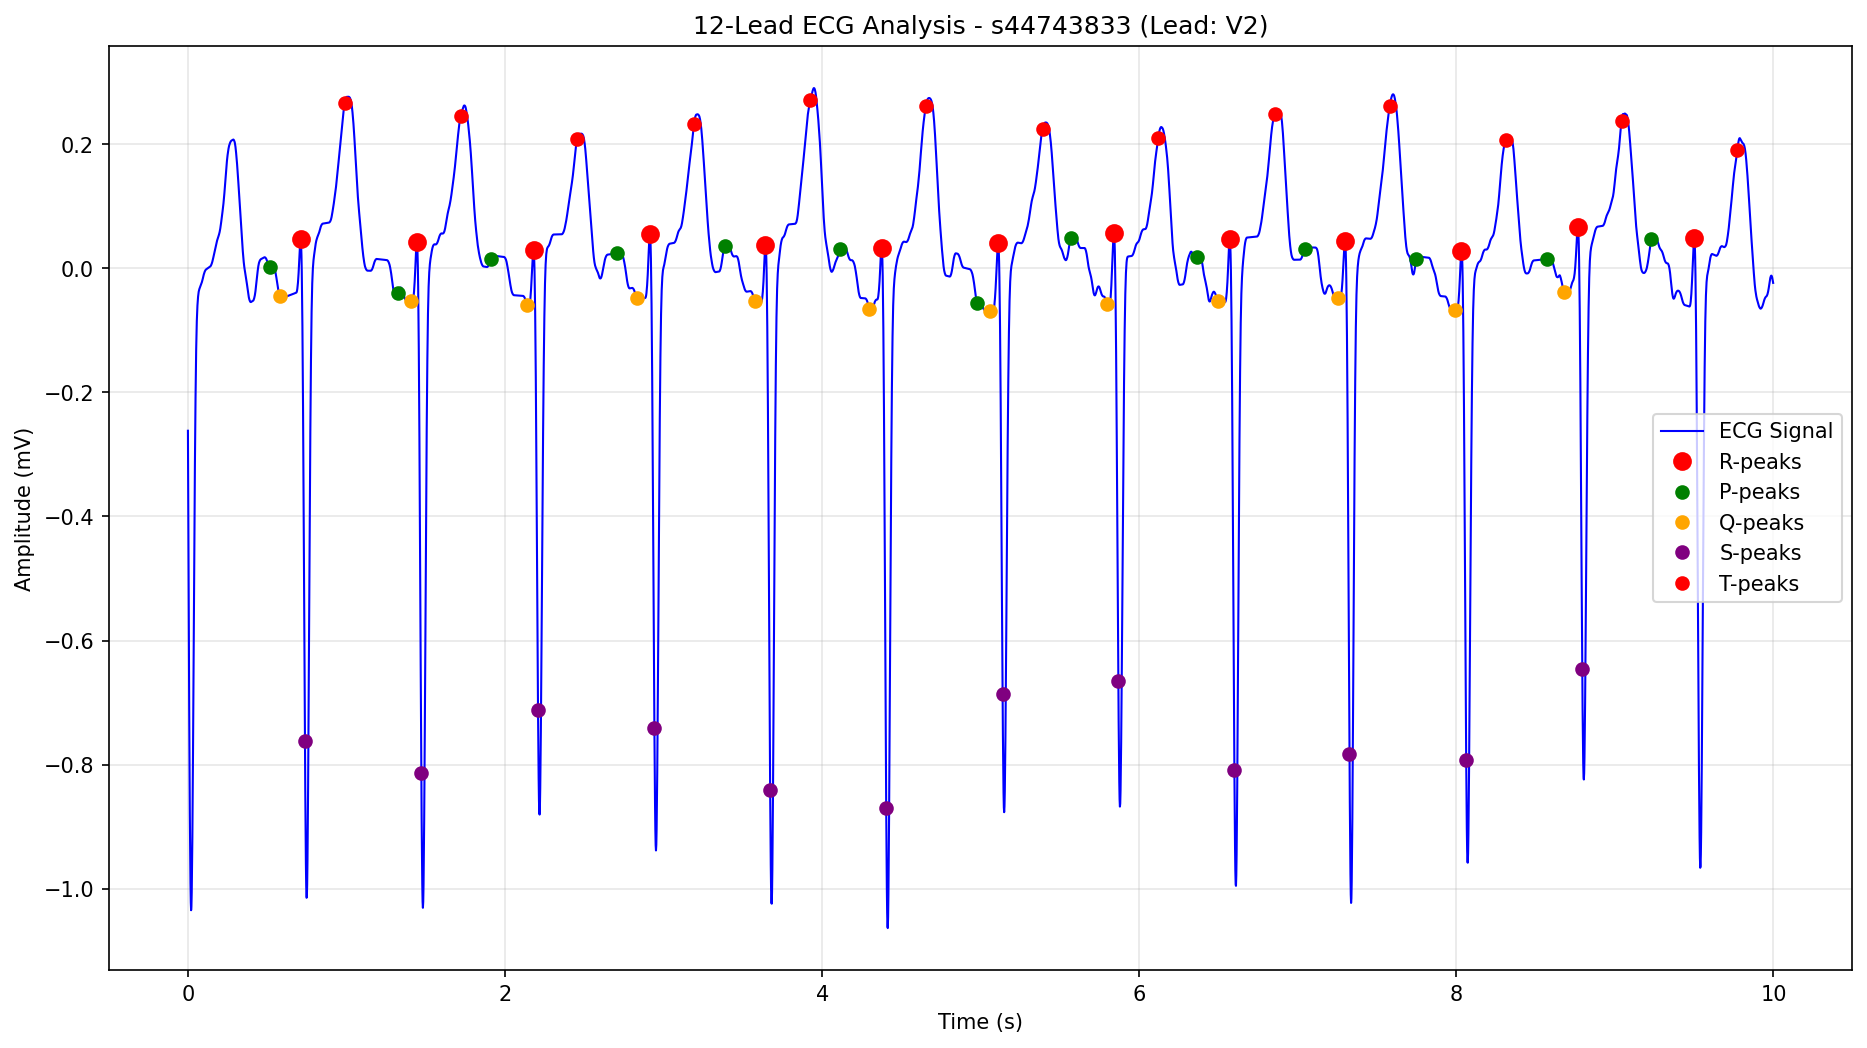 12-Lead ECG Analysis - s44743833 (Lead: V2)
Amplitude (mV)
0.2
0.0
−0.2
−0.4
−0.6
−0.8
−1.0
ECG Signal
R-peaks
P-peaks
Q-peaks
S-peaks
T-peaks
0 2 4 6 8 10
Time (s)